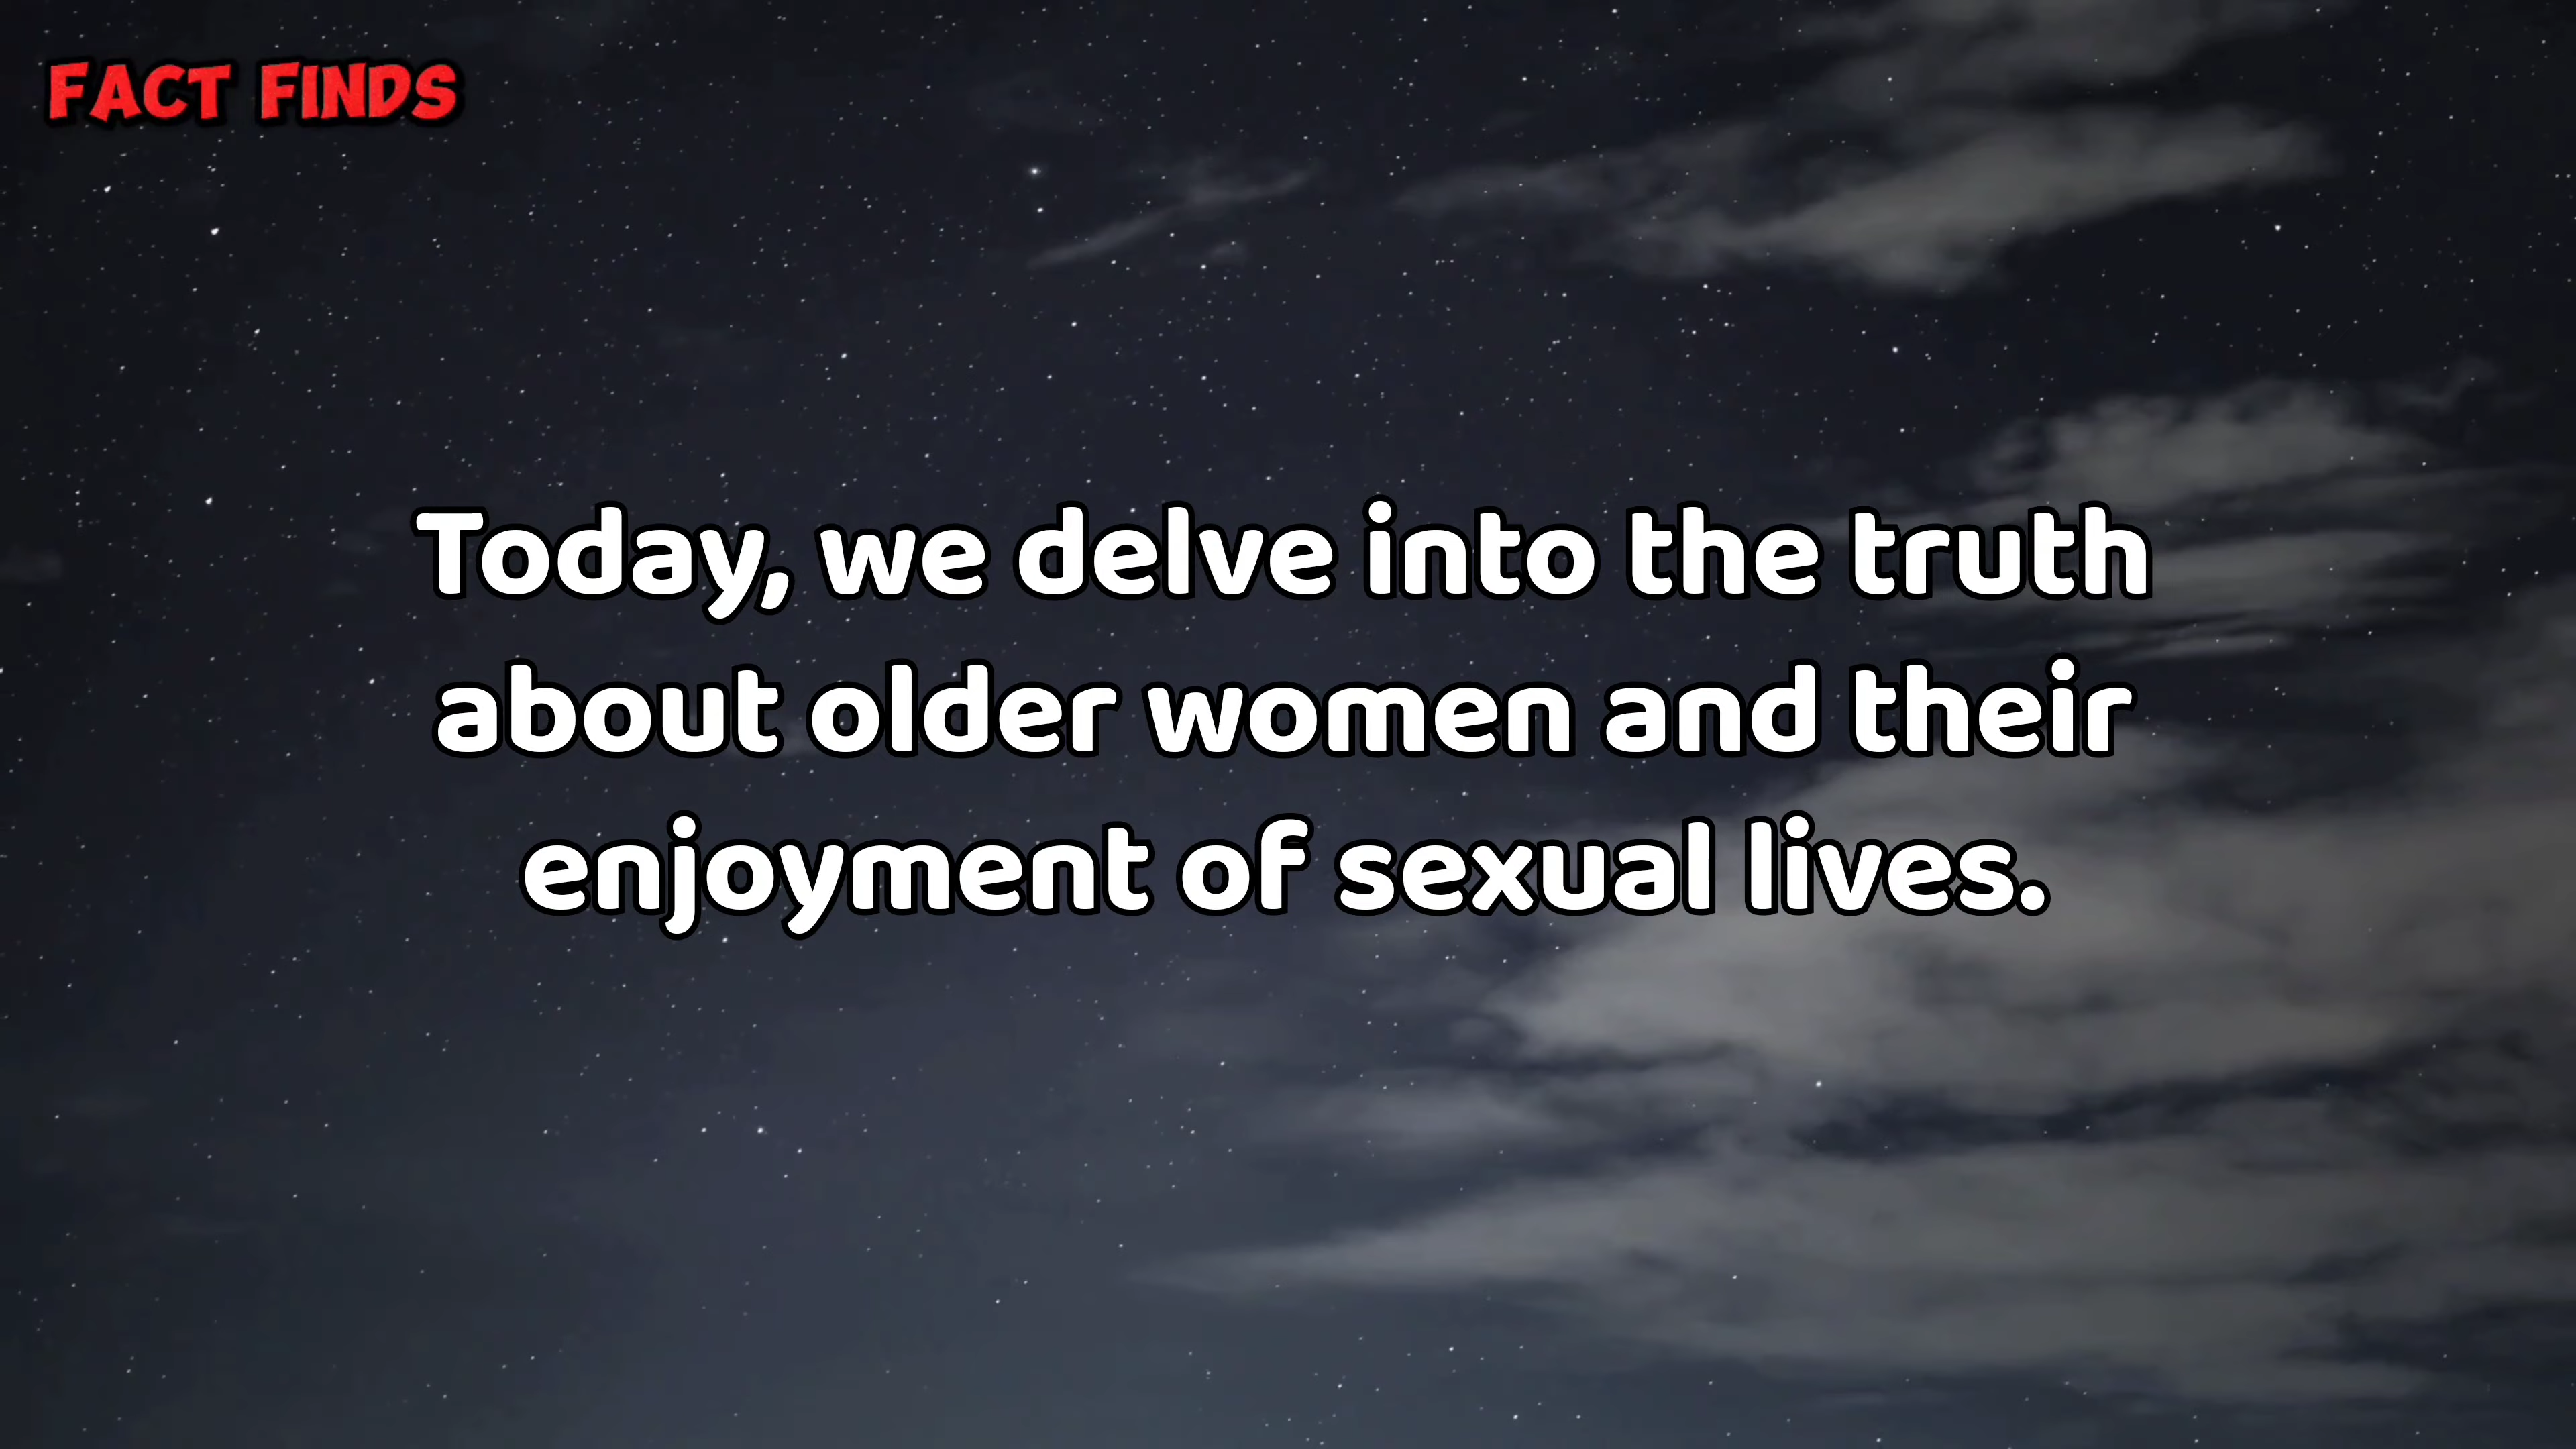 FACT FINDS
Today, we delve into the truth
about older women and their
enjoyment of sexual lives.